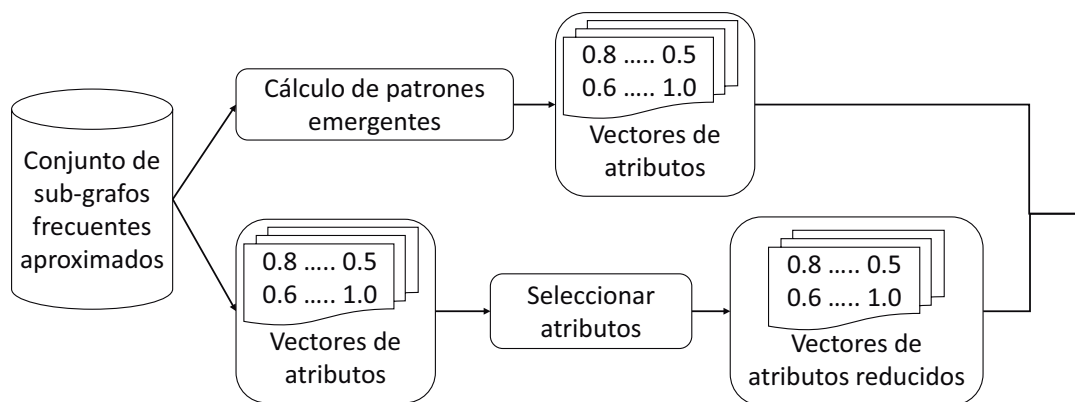 Conjunto de
sub-grafos
frecuentes
aproximados
Cálculo de patrones
emergentes
0.8 ..... 0.5
0.6 ..... 1.0
Vectores de
atributos
0.8 ..... 0.5
0.6 ..... 1.0
Vectores de
atributos
Seleccionar
atributos
0.8 ..... 0.5
0.6 ..... 1.0
Vectores de
atributos reducidos